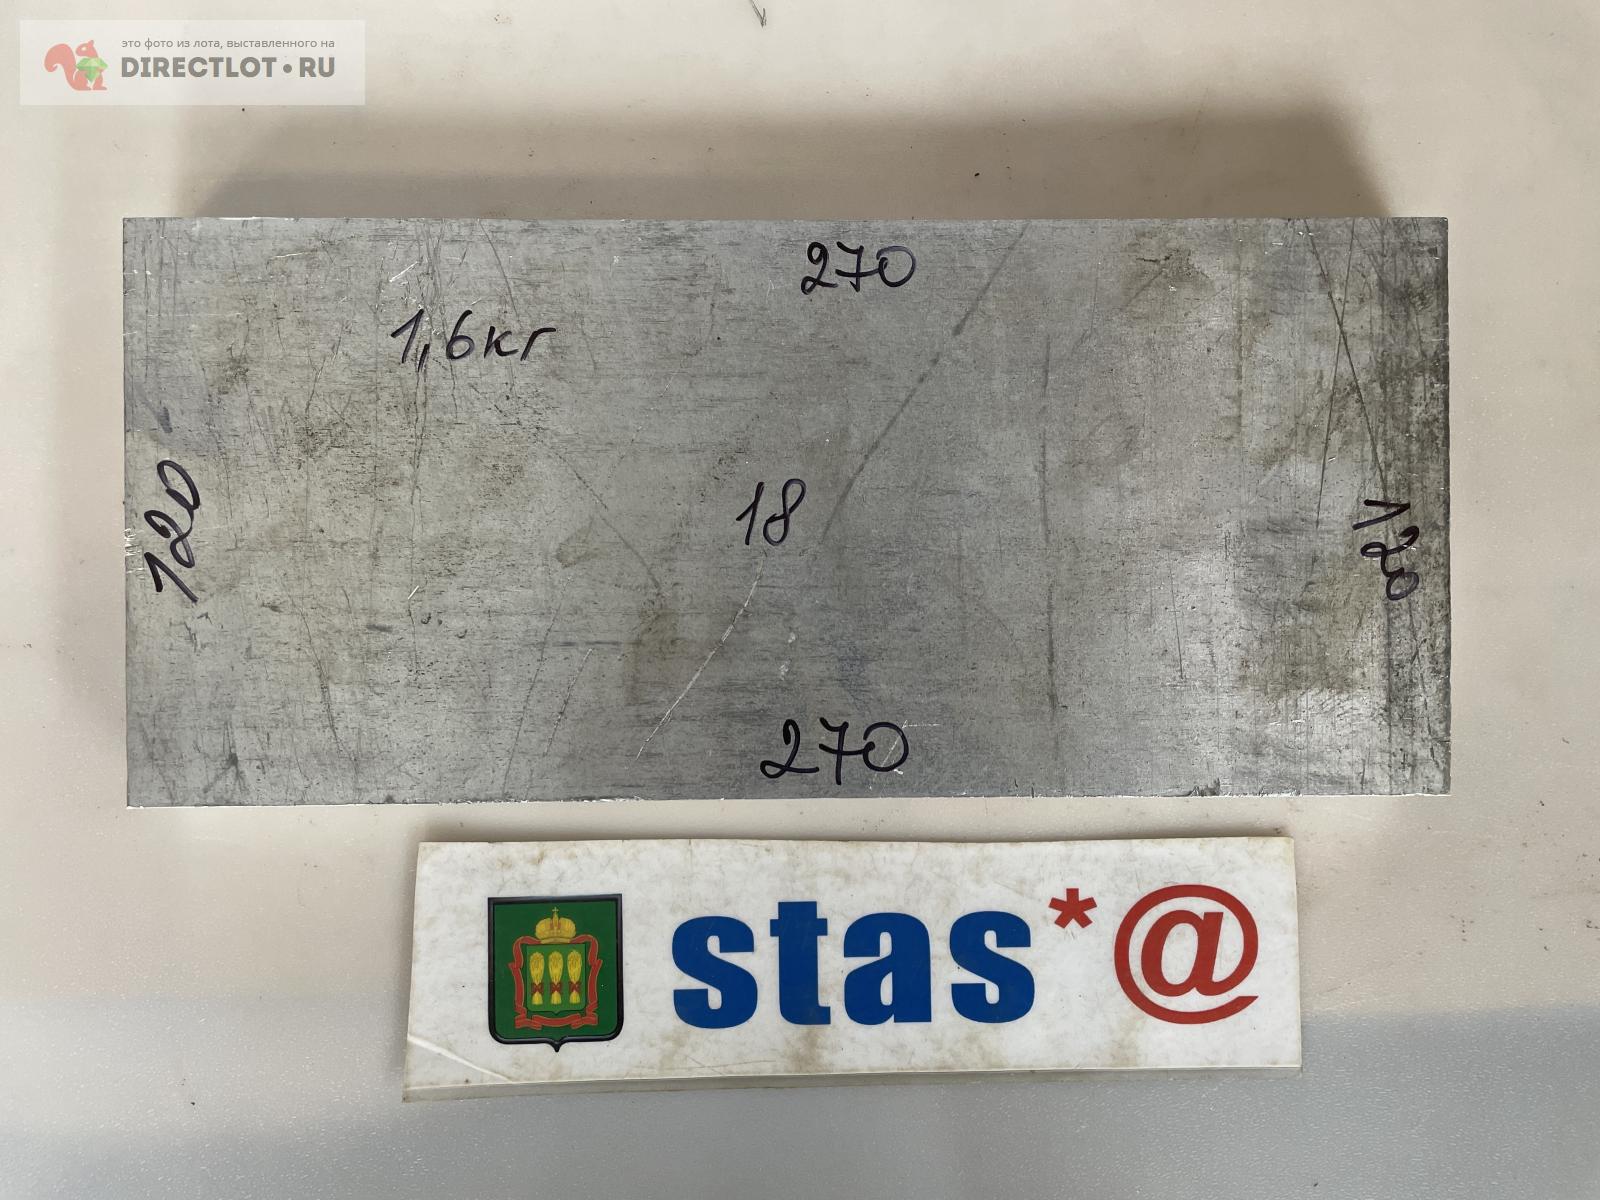 это фото из лота, выставленного на
DIRECTLOT•RU
270
1,6кг
120
18
120
270
stas*@